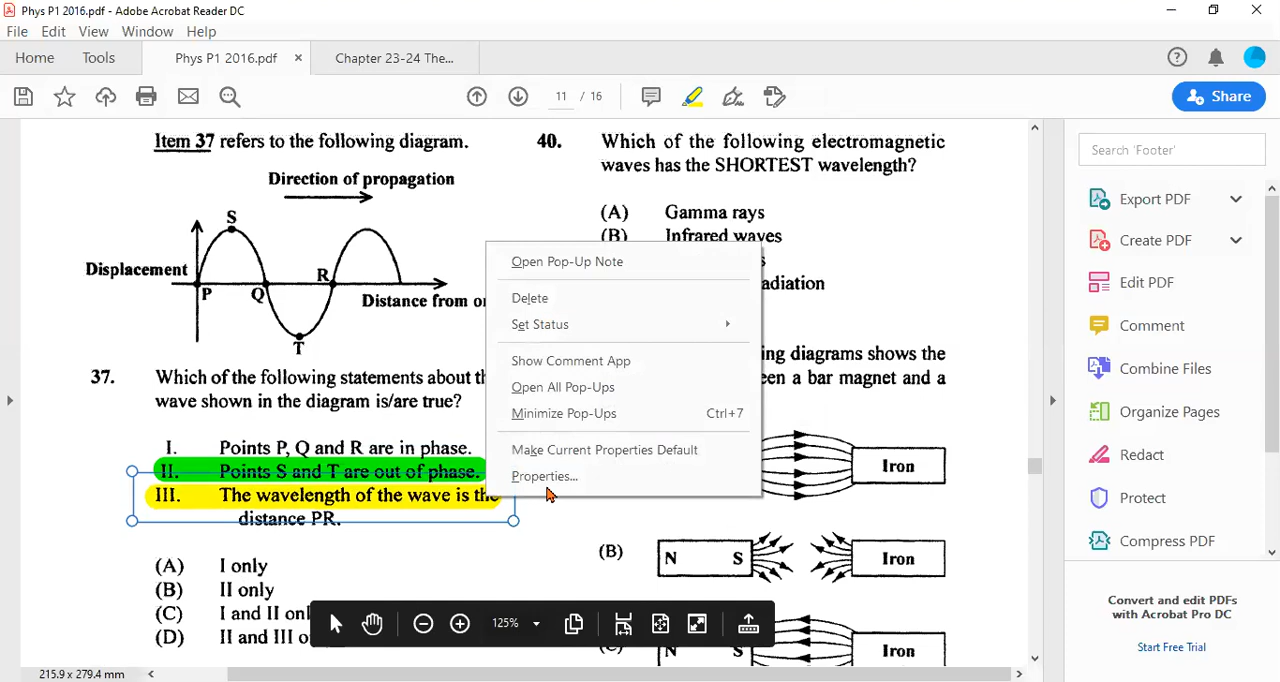 Phys P1 2016.pdf - Adobe Acrobat Reader DC
File Edit View Window Help
Home Tools Phys P1 2016.pdf × Chapter 23-24 The...
11 / 16
Share
Item 37 refers to the following diagram.
Direction of propagation
S
Displacement
P
Q
R
T
Distance from or
37. Which of the following statements about the
wave shown in the diagram is/are true?
I. Points P, Q and R are in phase.
II. Points S and T are out of phase.
III. The wavelength of the wave is the
distance PR.
(A) I only
(B) II only
(C) I and II onl
(D) II and III o
40. Which of the following electromagnetic
waves has the SHORTEST wavelength?
(A) Gamma rays
(B) Infrared waves
s
adiation
ing diagrams shows the
een a bar magnet and a
Iron
(B) N S Iron
(C) N S Iron
Open Pop-Up Note
Delete
Set Status
Show Comment App
Open All Pop-Ups
Minimize Pop-Ups Ctrl+7
Make Current Properties Default
Properties...
125%
215.9 x 279.4 mm
Search 'Footer'
Export PDF
Create PDF
Edit PDF
Comment
Combine Files
Organize Pages
Redact
Protect
Compress PDF
Convert and edit PDFs
with Acrobat Pro DC
Start Free Trial